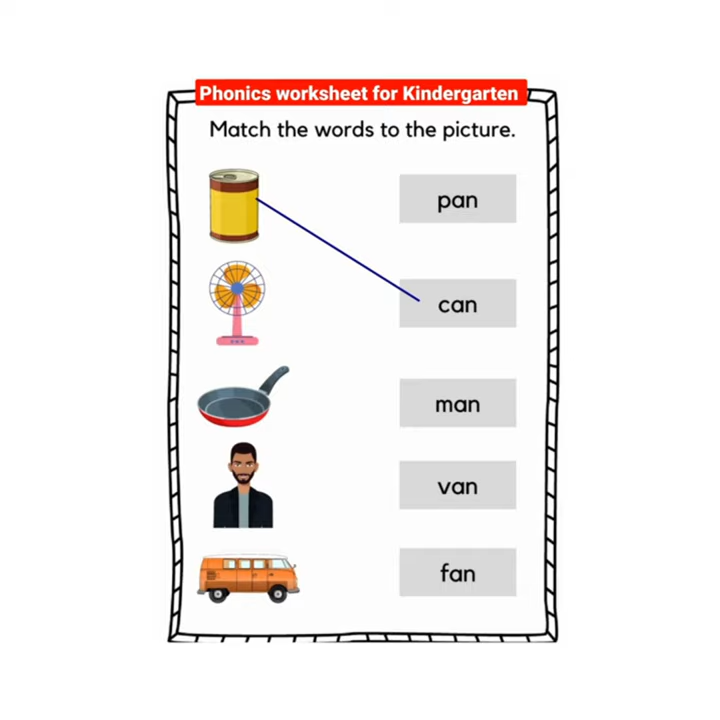 Phonics worksheet for Kindergarten
Match the words to the picture.
pan
can
man
van
fan